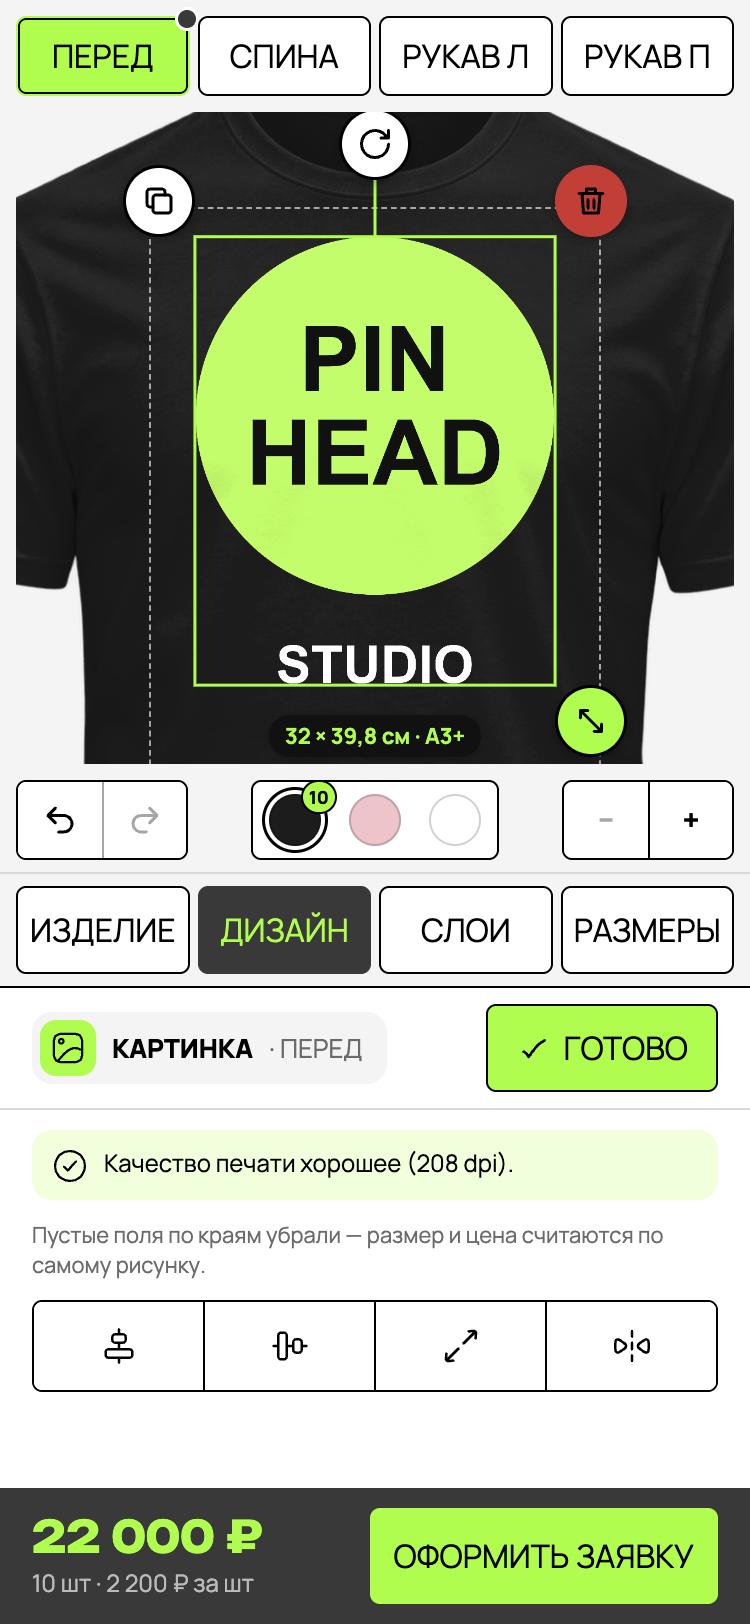 ПЕРЕД
СПИНА
РУКАВ Л
РУКАВ П
PIN
HEAD
STUDIO
32 × 39,8 см · А3+
10
ИЗДЕЛИЕ
ДИЗАЙН
СЛОИ
РАЗМЕРЫ
КАРТИНКА · ПЕРЕД
ГОТОВО
Качество печати хорошее (208 dpi).
Пустые поля по краям убрали — размер и цена считаются по
самому рисунку.
22 000 ₽
10 шт · 2 200 ₽ за шт
ОФОРМИТЬ ЗАЯВКУ